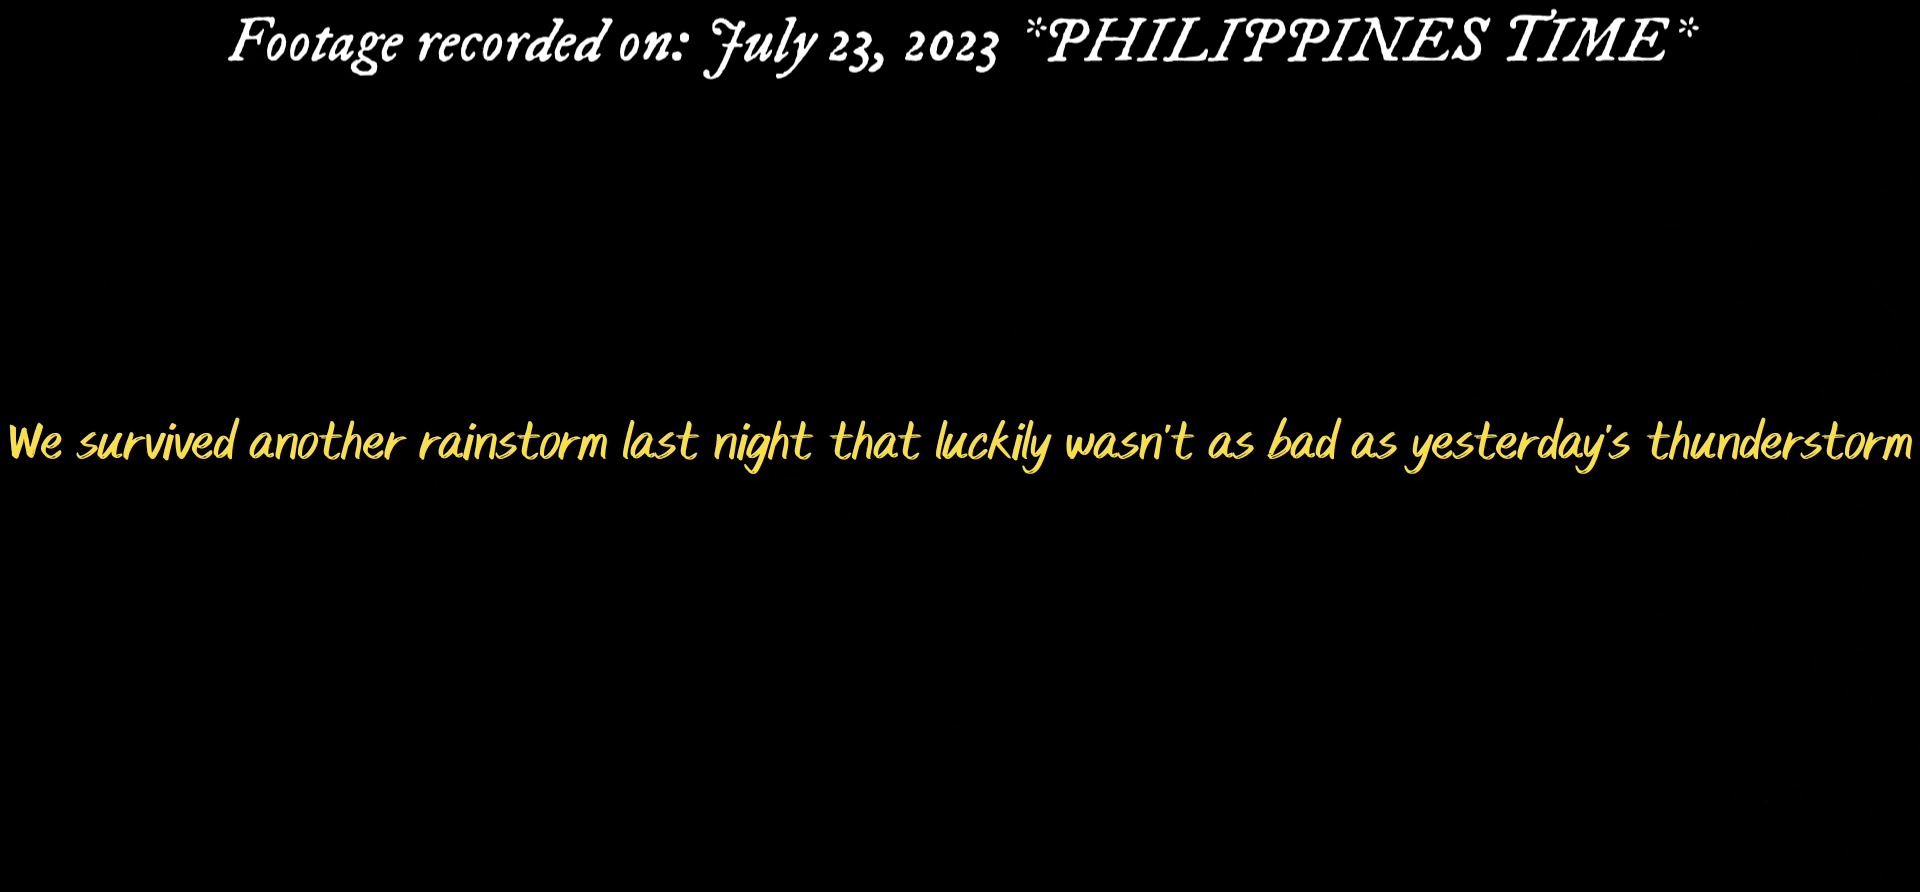 Footage recorded on: July 23, 2023 *PHILIPPINES TIME*
We survived another rainstorm last night that luckily wasn't as bad as yesterday's thunderstorm